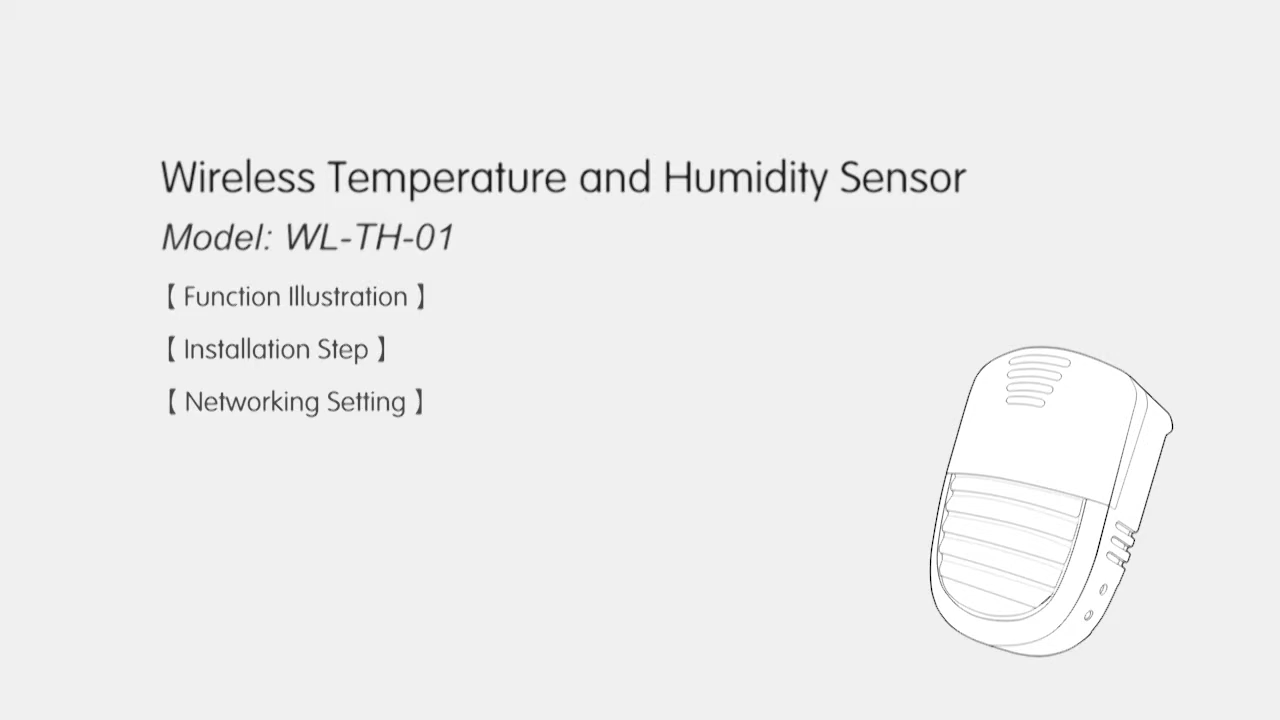 Wireless Temperature and Humidity Sensor
Model: WL-TH-01
【 Function Illustration 】
【 Installation Step 】
【 Networking Setting 】